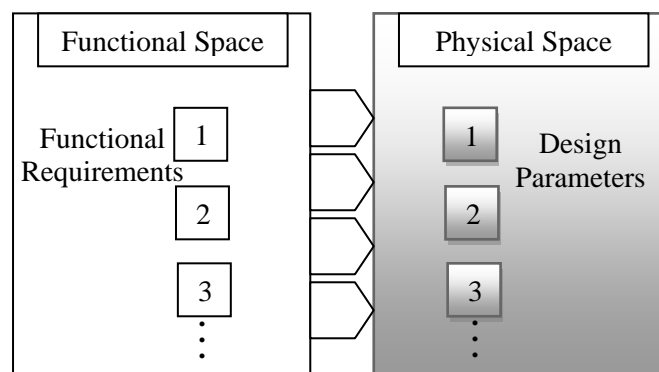 Functional Space
Functional
Requirements
1
2
3
Physical Space
1
2
3
Design
Parameters